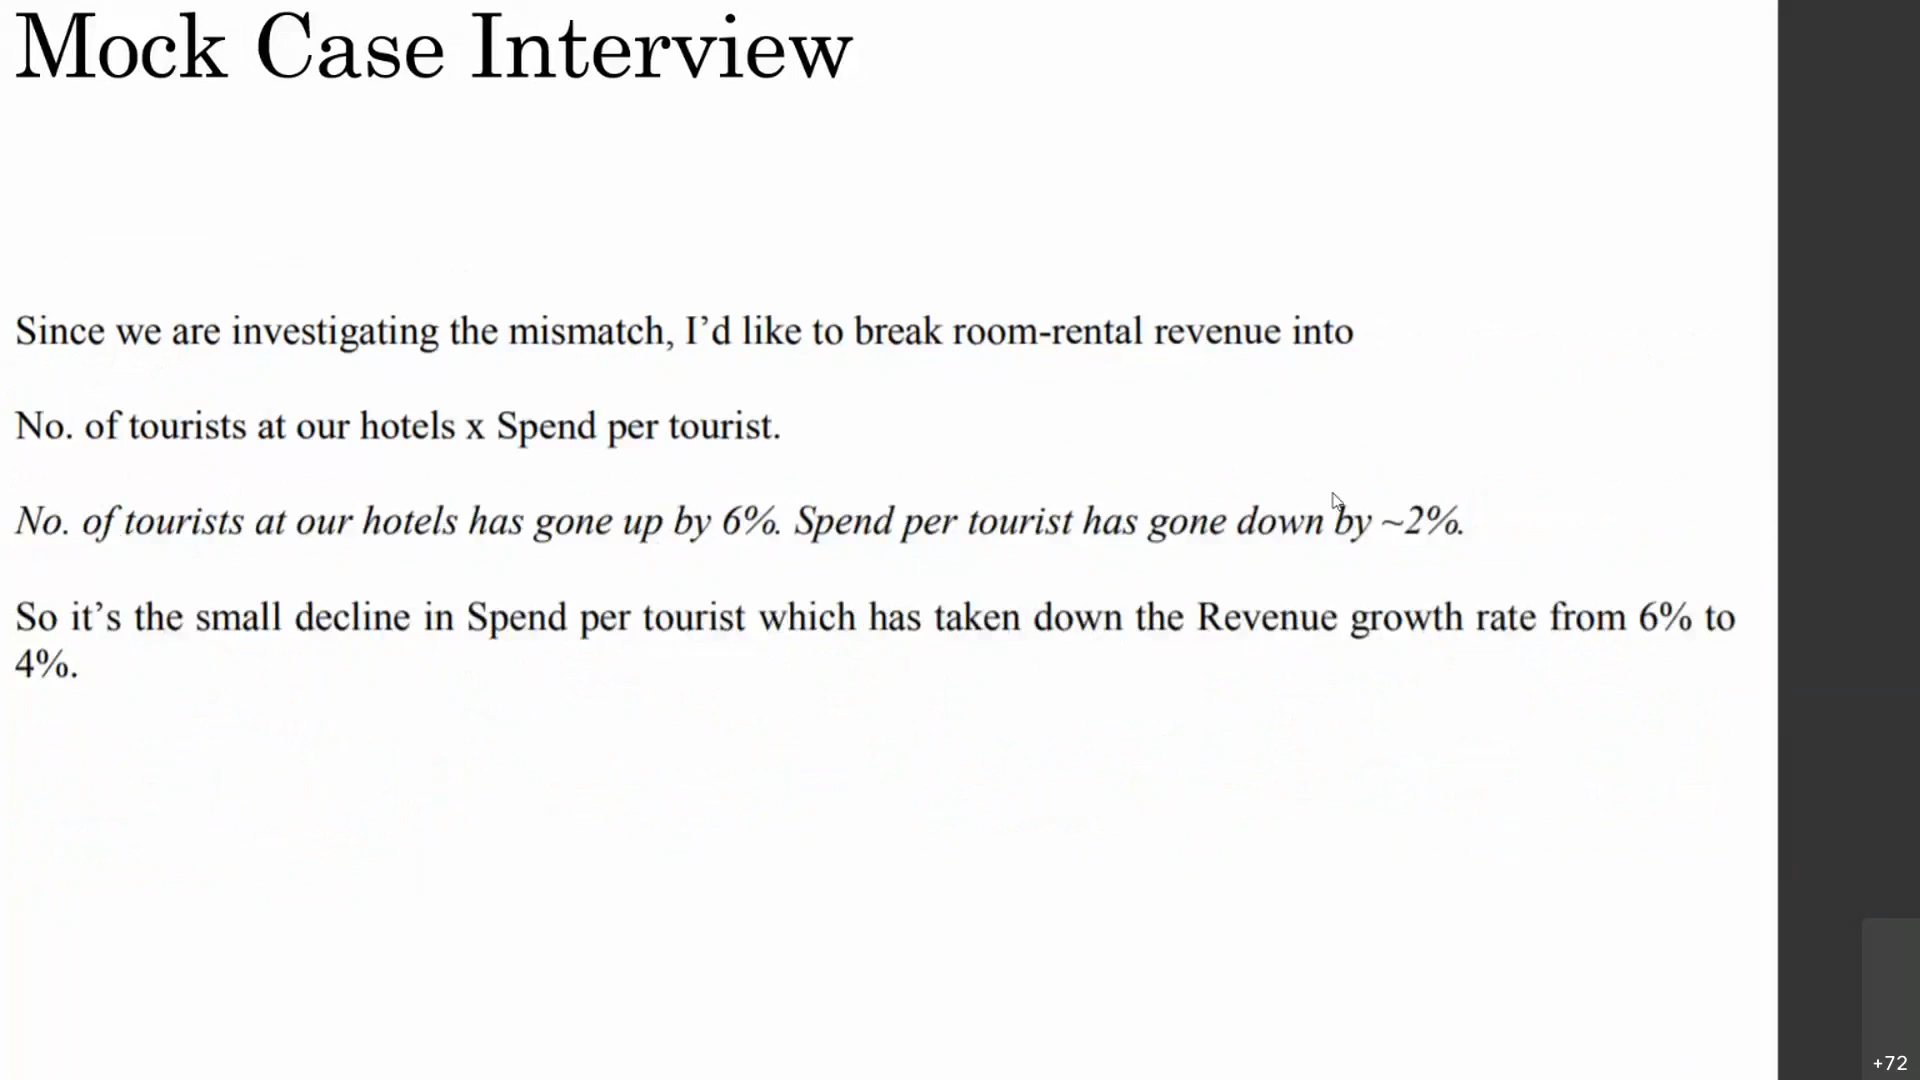 Mock Case Interview
Since we are investigating the mismatch, I’d like to break room-rental revenue into
No. of tourists at our hotels x Spend per tourist.
No. of tourists at our hotels has gone up by 6%. Spend per tourist has gone down by ~2%.
So it’s the small decline in Spend per tourist which has taken down the Revenue growth rate from 6% to
4%.
+72